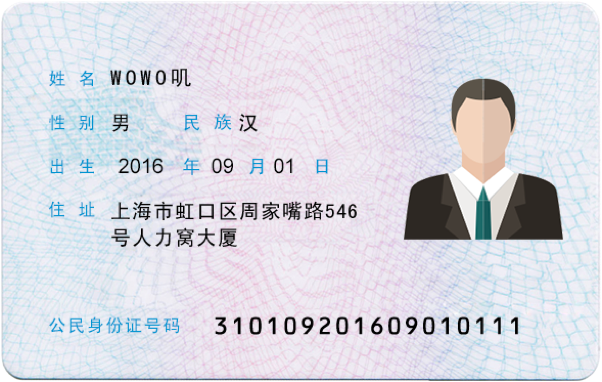 姓 名 WOWO叽
性 别 男 民 族 汉
出 生 2016 年 09 月 01 日
住 址 上海市虹口区周家嘴路546
号人力窝大厦
公民身份证号码 310109201609010111